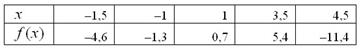 x –1,5 –1 1 3,5 4,5
f(x) –4,6 –1,3 0,7 5,4 –11,4